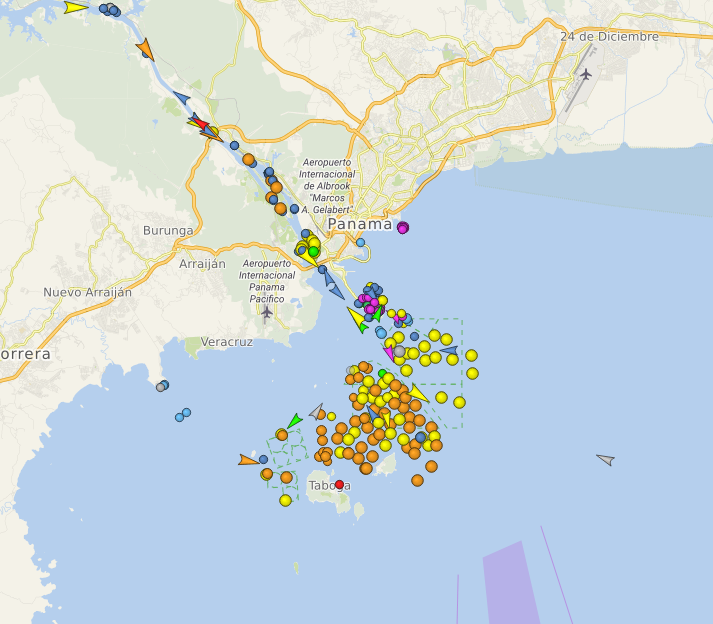 24 de Diciembre
Aeropuerto
Internacional
de Albrook
"Marcos
A. Gelabert"
Panama
Burunga
Arraiján
Aeropuerto
Internacional
Panama
Pacifico
Nuevo Arraiján
Veracruz
orrera
Taboga